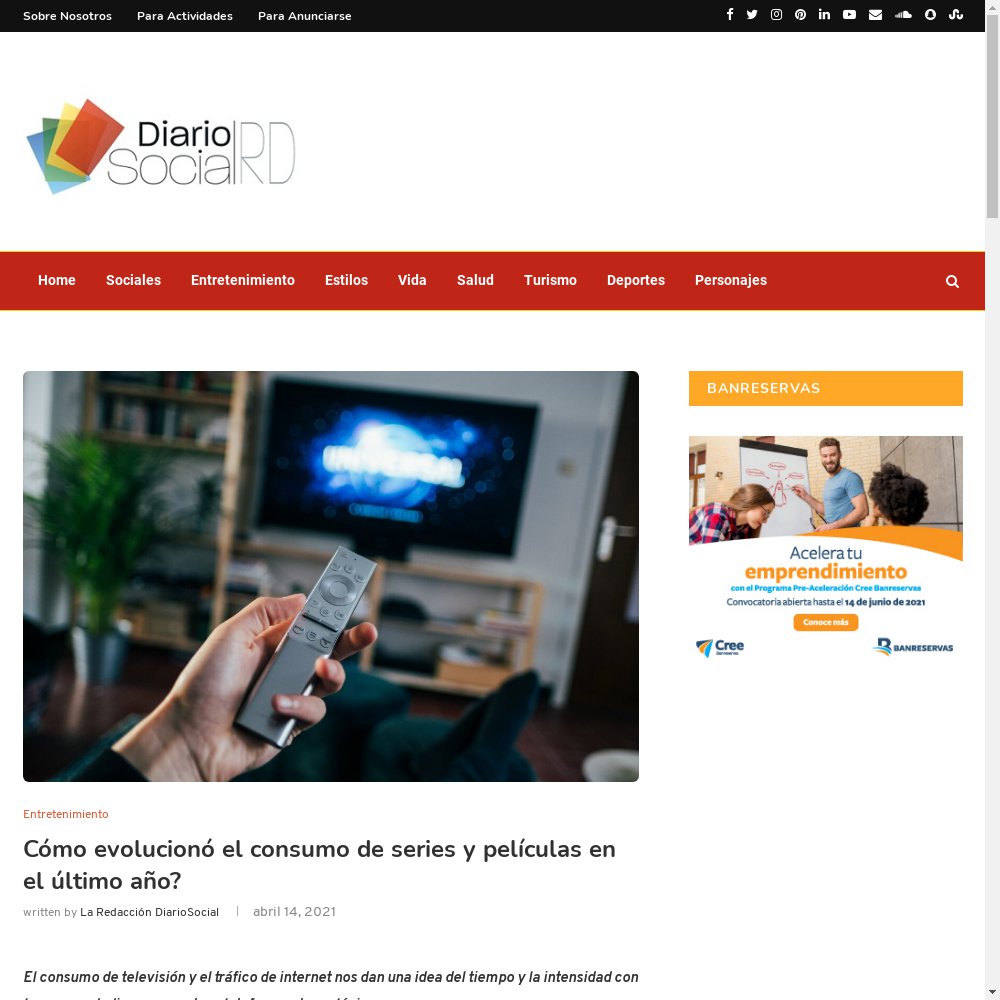 Sobre Nosotros Para Actividades Para Anunciarse
Diario
Social RD
Home Sociales Entretenimiento Estilos Vida Salud Turismo Deportes Personajes
UNIVERSAL
BANRESERVAS
Acelera tu
emprendimiento
con el Programa Pre-Aceleración Cree Banreservas
Convocatoria abierta hasta el 14 de junio de 2021
Conoce más
Cree
Banreservas
BANRESERVAS
Entretenimiento
Cómo evolucionó el consumo de series y películas en
el último año?
written by La Redacción DiarioSocial
abril 14, 2021
El consumo de televisión y el tráfico de internet nos dan una idea del tiempo y la intensidad con